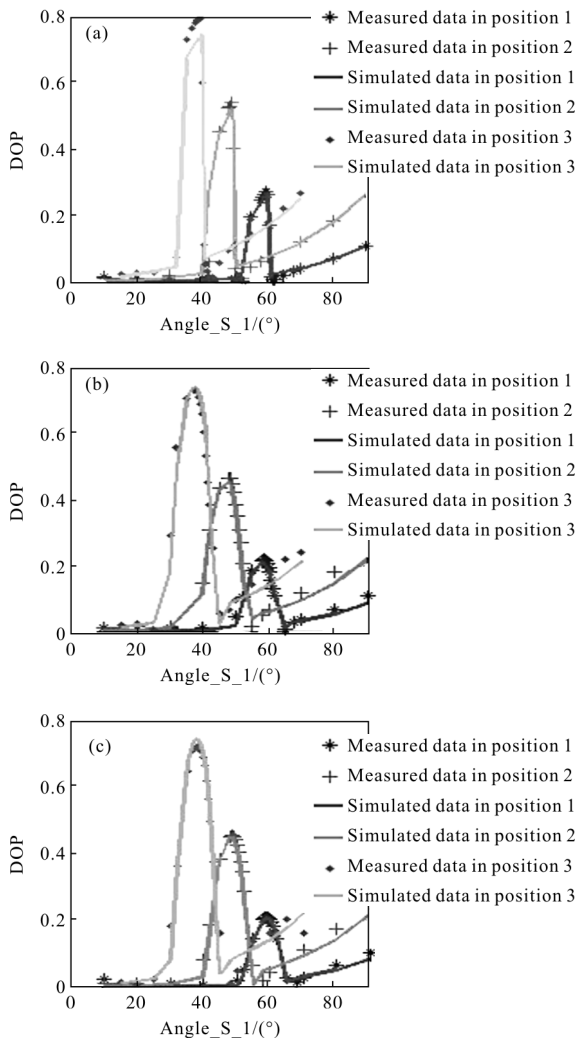 0.8
(a)
Measured data in position 1
Measured data in position 2
0.6
Simulated data in position 1
Simulated data in position 2
DOP
0.4
Measured data in position 3
Simulated data in position 3
0.2
0
0 20 40 60 80
Angle_S_1/(°)
0.8
(b)
Measured data in position 1
Measured data in position 2
0.6
Simulated data in position 1
Simulated data in position 2
DOP
0.4
Measured data in position 3
Simulated data in position 3
0.2
0
0 20 40 60 80
Angle_S_1/(°)
0.8
(c)
Measured data in position 1
Measured data in position 2
0.6
Simulated data in position 1
Simulated data in position 2
DOP
0.4
Measured data in position 3
Simulated data in position 3
0.2
0
0 20 40 60 80
Angle_S_1/(°)